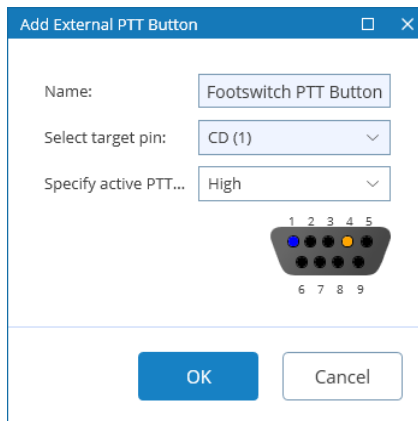 Add External PTT Button
Name: Footswitch PTT Button
Select target pin: CD (1)
Specify active PTT... High
1 2 3 4 5
6 7 8 9
OK Cancel